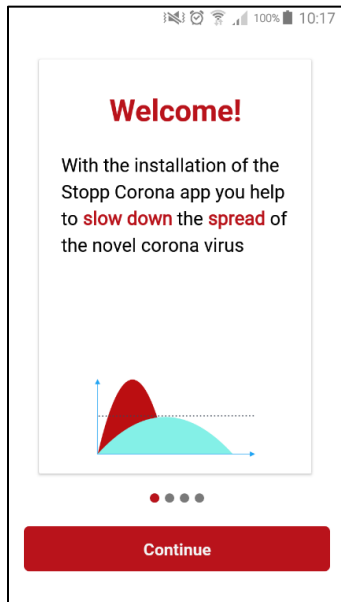 100% 10:17
Welcome!
With the installation of the
Stopp Corona app you help
to slow down the spread of
the novel corona virus
Continue